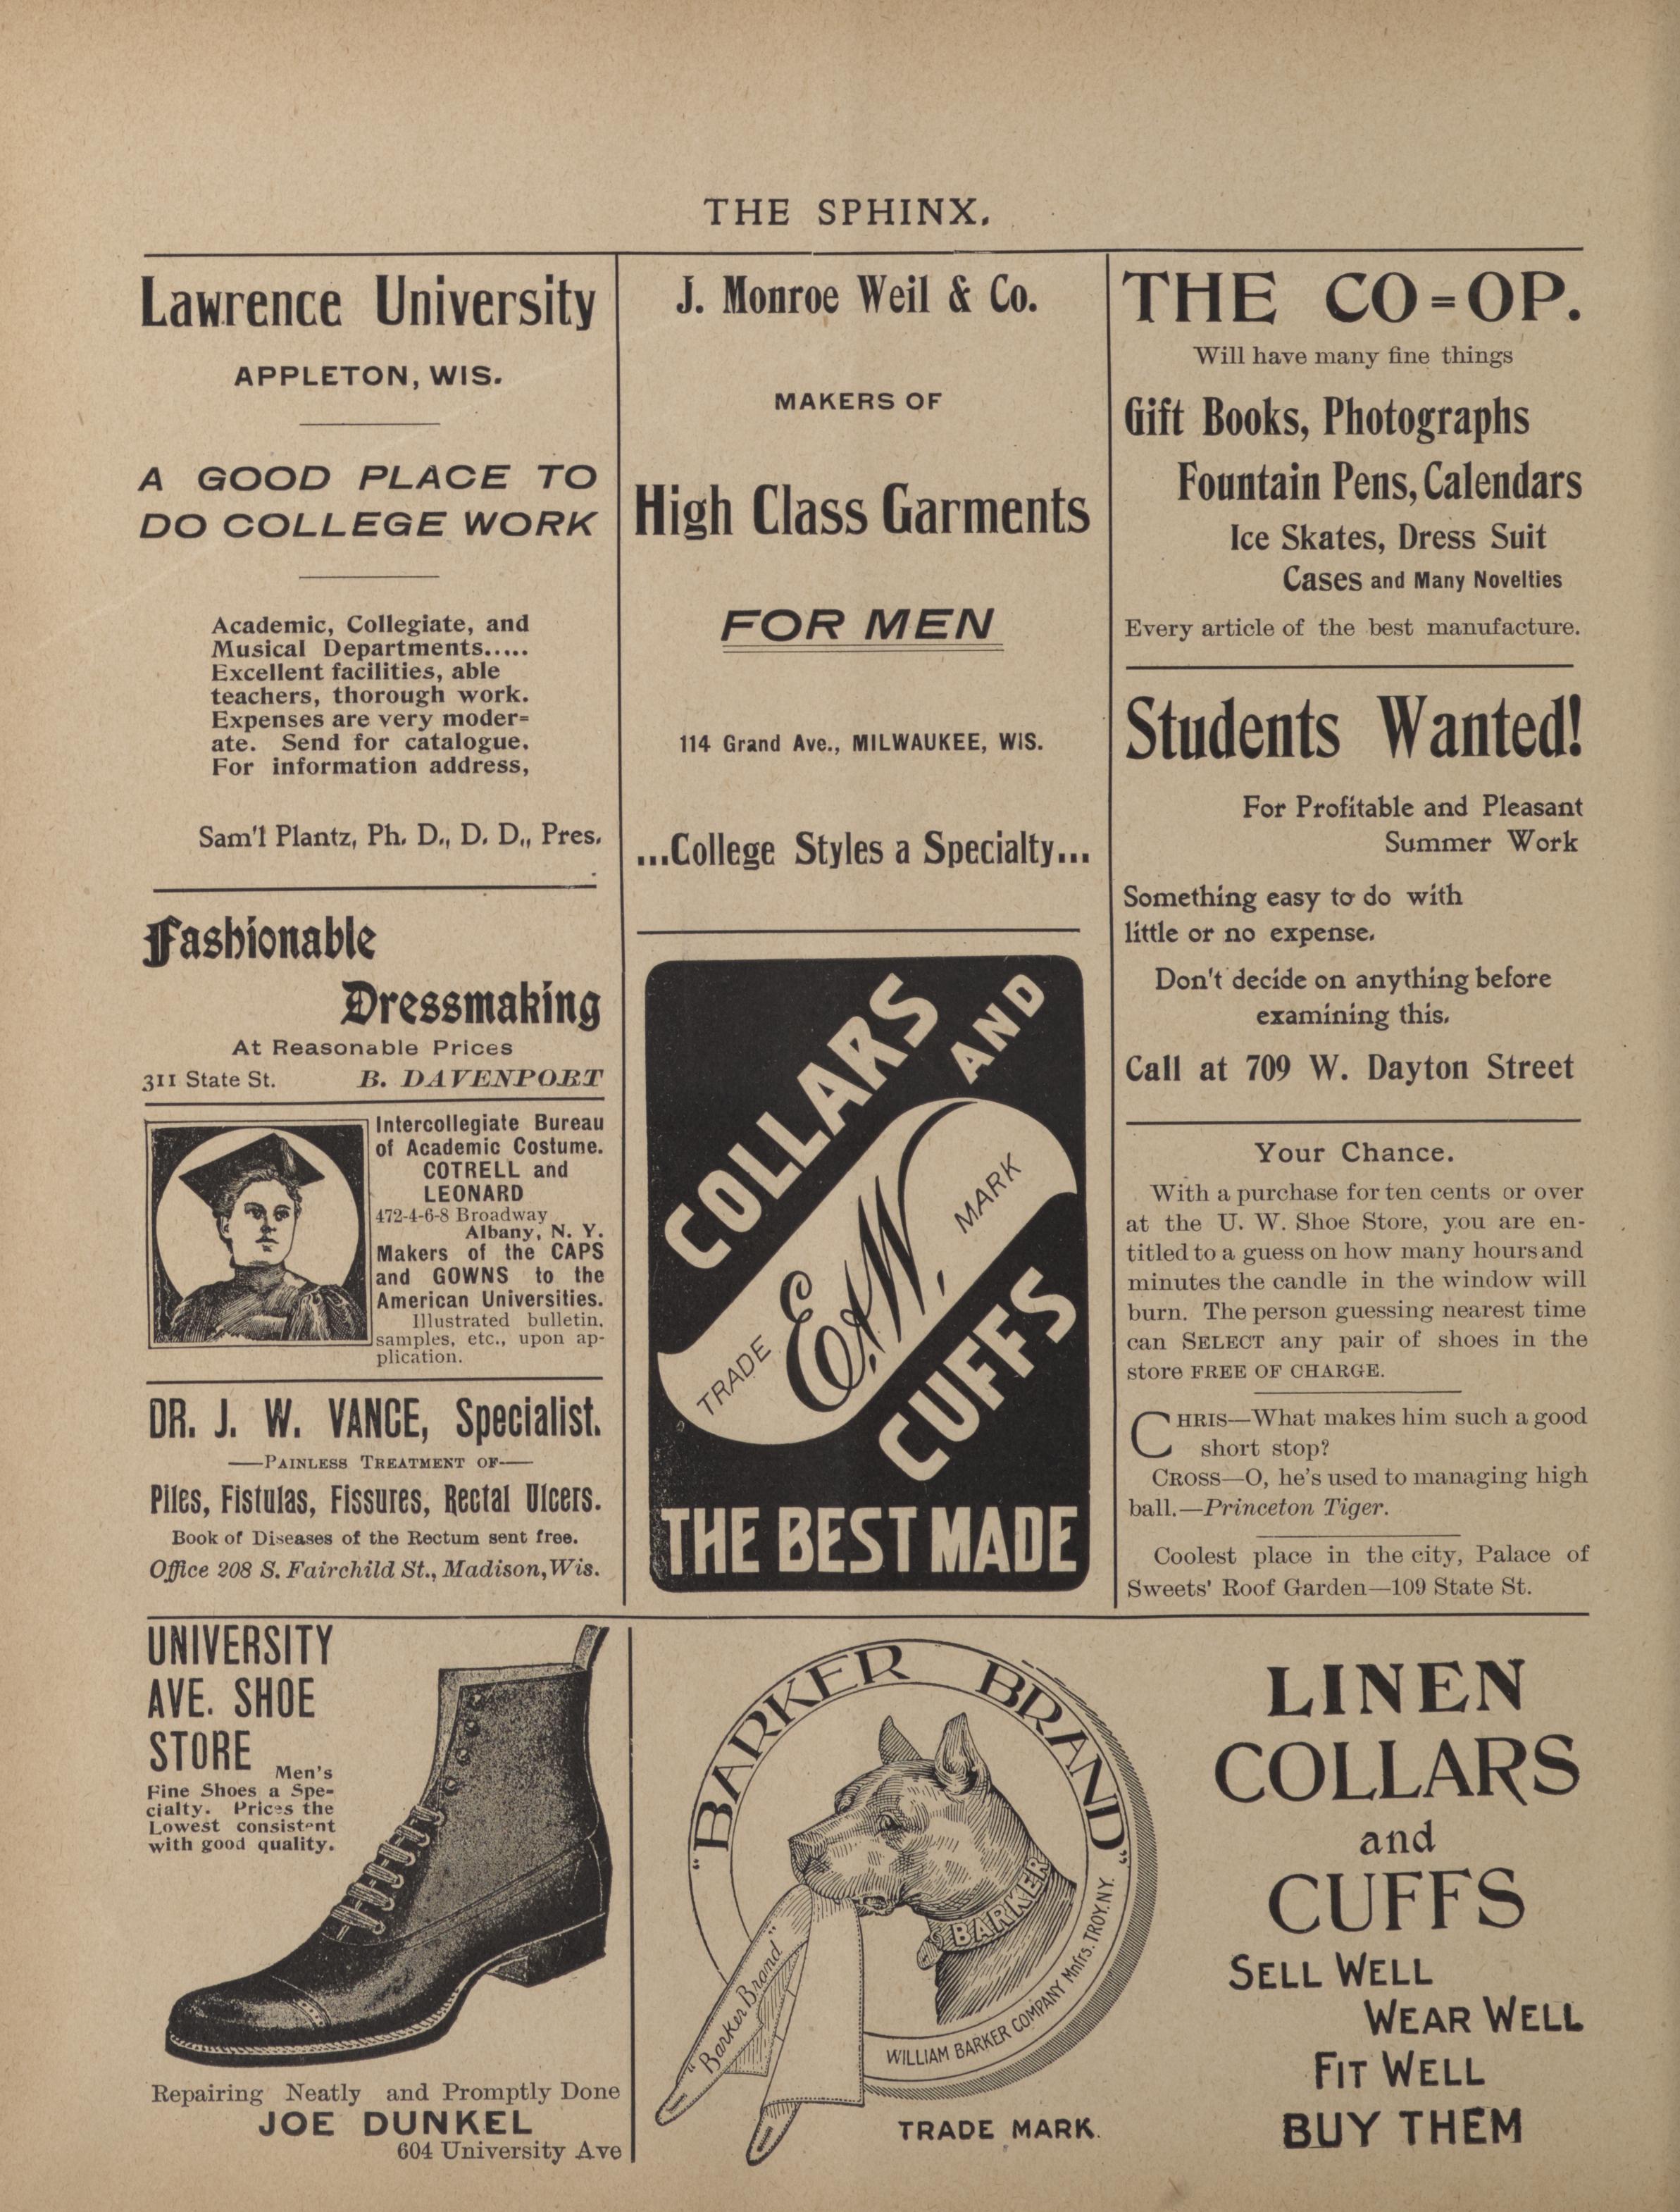 THE SPHINX.
Lawrence University
APPLETON, WIS.
A GOOD PLACE TO
DO COLLEGE WORK
Academic, Collegiate, and
Musical Departments.....
Excellent facilities, able
teachers, thorough work.
Expenses are very moder=
ate. Send for catalogue.
For information address,
Sam'l Plantz, Ph. D., D. D., Pres.
Fashionable
Dressmaking
At Reasonable Prices
311 State St. B. DAVENPORT
Intercollegiate Bureau
of Academic Costume.
COTRELL and
LEONARD
472-4-6-8 Broadway
Albany, N. Y.
Makers of the CAPS
and GOWNS to the
American Universities.
Illustrated bulletin,
samples, etc., upon ap-
plication.
DR. J. W. VANCE, Specialist.
—PAINLESS TREATMENT OF—
Piles, Fistulas, Fissures, Rectal Ulcers.
Book of Diseases of the Rectum sent free.
Office 208 S. Fairchild St., Madison, Wis.
J. Monroe Weil & Co.
MAKERS OF
High Class Garments
FOR MEN
114 Grand Ave., MILWAUKEE, WIS.
...College Styles a Specialty...
COLLARS
AND
TRADE E. & W. MARK
CUFFS
THE BEST MADE
THE CO=OP.
Will have many fine things
Gift Books, Photographs
Fountain Pens, Calendars
Ice Skates, Dress Suit
Cases and Many Novelties
Every article of the best manufacture.
Students Wanted!
For Profitable and Pleasant
Summer Work
Something easy to do with
little or no expense.
Don't decide on anything before
examining this.
Call at 709 W. Dayton Street
Your Chance.
With a purchase for ten cents or over
at the U. W. Shoe Store, you are en-
titled to a guess on how many hours and
minutes the candle in the window will
burn. The person guessing nearest time
can SELECT any pair of shoes in the
store FREE OF CHARGE.
CHRIS—What makes him such a good
short stop?
CROSS—O, he's used to managing high
ball.—Princeton Tiger.
Coolest place in the city, Palace of
Sweets' Roof Garden—109 State St.
UNIVERSITY
AVE. SHOE
STORE
Men's
Fine Shoes a Spe-
cialty. Prices the
Lowest consistent
with good quality.
Repairing Neatly and Promptly Done
JOE DUNKEL
604 University Ave
"BARKER BRAND"
BARKER
"Barker Brand"
WILLIAM BARKER COMPANY Mnfrs. TROY. N.Y.
TRADE MARK.
LINEN
COLLARS
and
CUFFS
SELL WELL
WEAR WELL
FIT WELL
BUY THEM